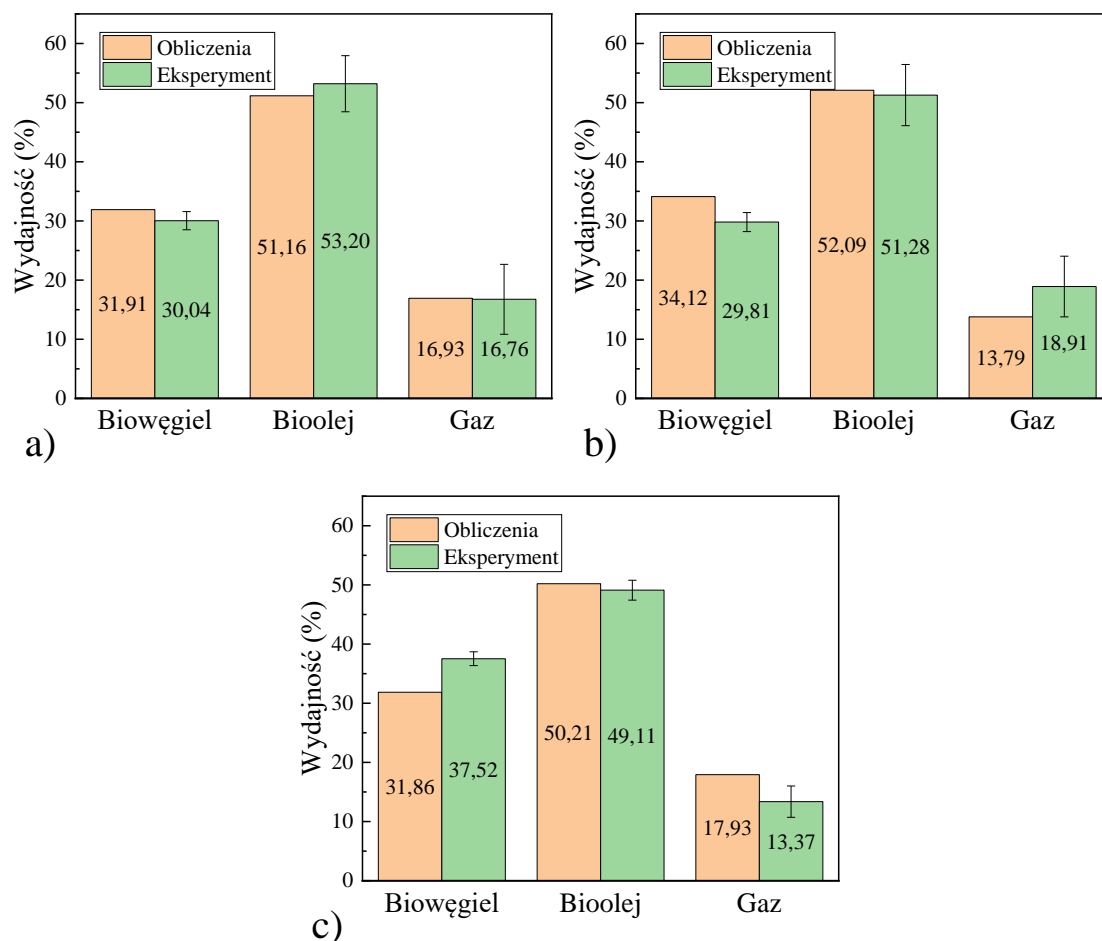 Obliczenia
Eksperyment
Wydajność (%)
60
50
40
30
20
10
0
31,91
30,04
51,16
53,20
16,93
16,76
Biowęgiel
Bioolej
Gaz
a)
Obliczenia
Eksperyment
Wydajność (%)
60
50
40
30
20
10
0
34,12
29,81
52,09
51,28
13,79
18,91
Biowęgiel
Bioolej
Gaz
b)
Obliczenia
Eksperyment
Wydajność (%)
60
50
40
30
20
10
0
31,86
37,52
50,21
49,11
17,93
13,37
Biowęgiel
Bioolej
Gaz
c)